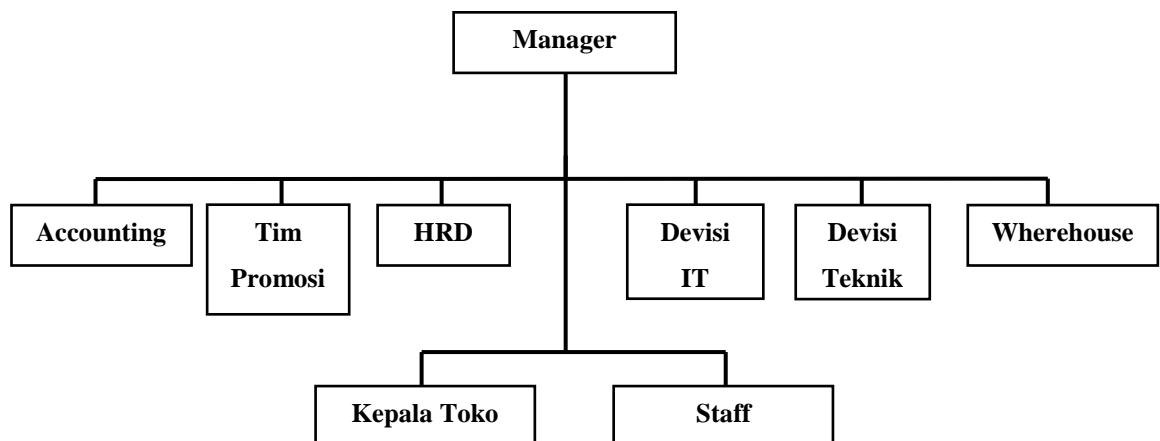 Manager
Accounting
Tim
Promosi
HRD
Devisi
IT
Devisi
Teknik
Wherehouse
Kepala Toko
Staff